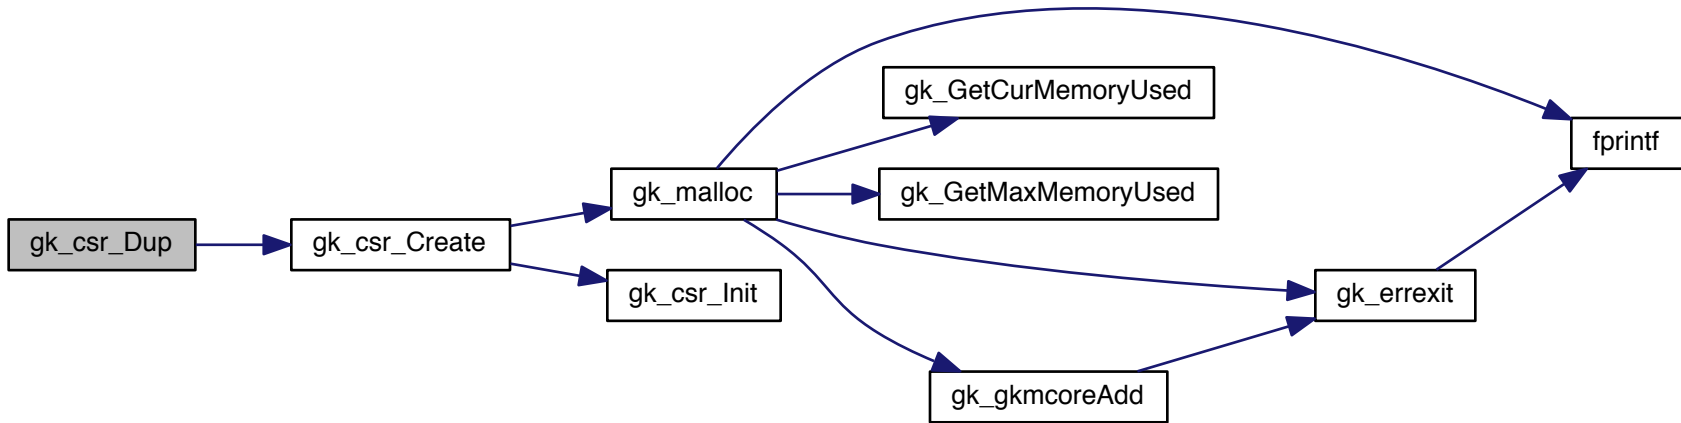 gk_csr_Dup
gk_csr_Create
gk_malloc
gk_csr_Init
gk_GetCurMemoryUsed
gk_GetMaxMemoryUsed
gk_gkmcoreAdd
gk_errexit
fprintf